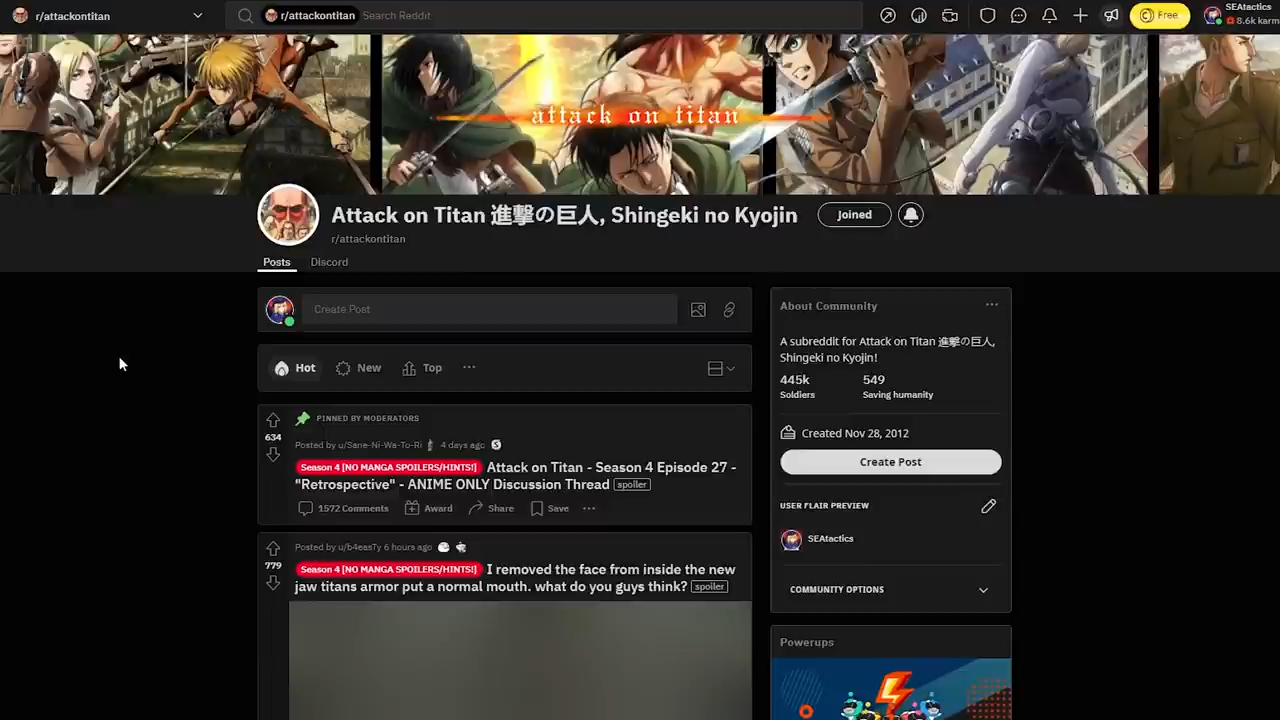 r/attackontitan
r/attackontitan Search Reddit
Free
SEAtactics
8.6k karm
attack on titan
Attack on Titan 進撃の巨人, Shingeki no Kyojin
Joined
r/attackontitan
Posts
Discord
Create Post
Hot
New
Top
PINNED BY MODERATORS
634
Posted by u/Sane-Ni-Wa-To-Ri 4 days ago S
Season 4 [NO MANGA SPOILERS/HINTS!] Attack on Titan - Season 4 Episode 27 -
"Retrospective" - ANIME ONLY Discussion Thread spoiler
1572 Comments
Award
Share
Save
Posted by u/b4eas7y 6 hours ago
779
Season 4 [NO MANGA SPOILERS/HINTS!] I removed the face from inside the new
jaw titans armor put a normal mouth. what do you guys think? spoiler
About Community
A subreddit for Attack on Titan 進撃の巨人,
Shingeki no Kyojin!
445k
549
Soldiers
Saving humanity
Created Nov 28, 2012
Create Post
USER FLAIR PREVIEW
SEAtactics
COMMUNITY OPTIONS
Powerups